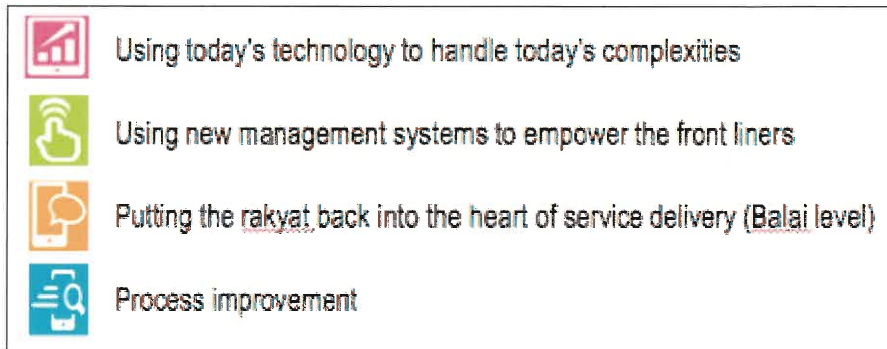 Using today's technology to handle today's complexities
Using new management systems to empower the front liners
Putting the rakyat back into the heart of service delivery (Balai level)
Process improvement